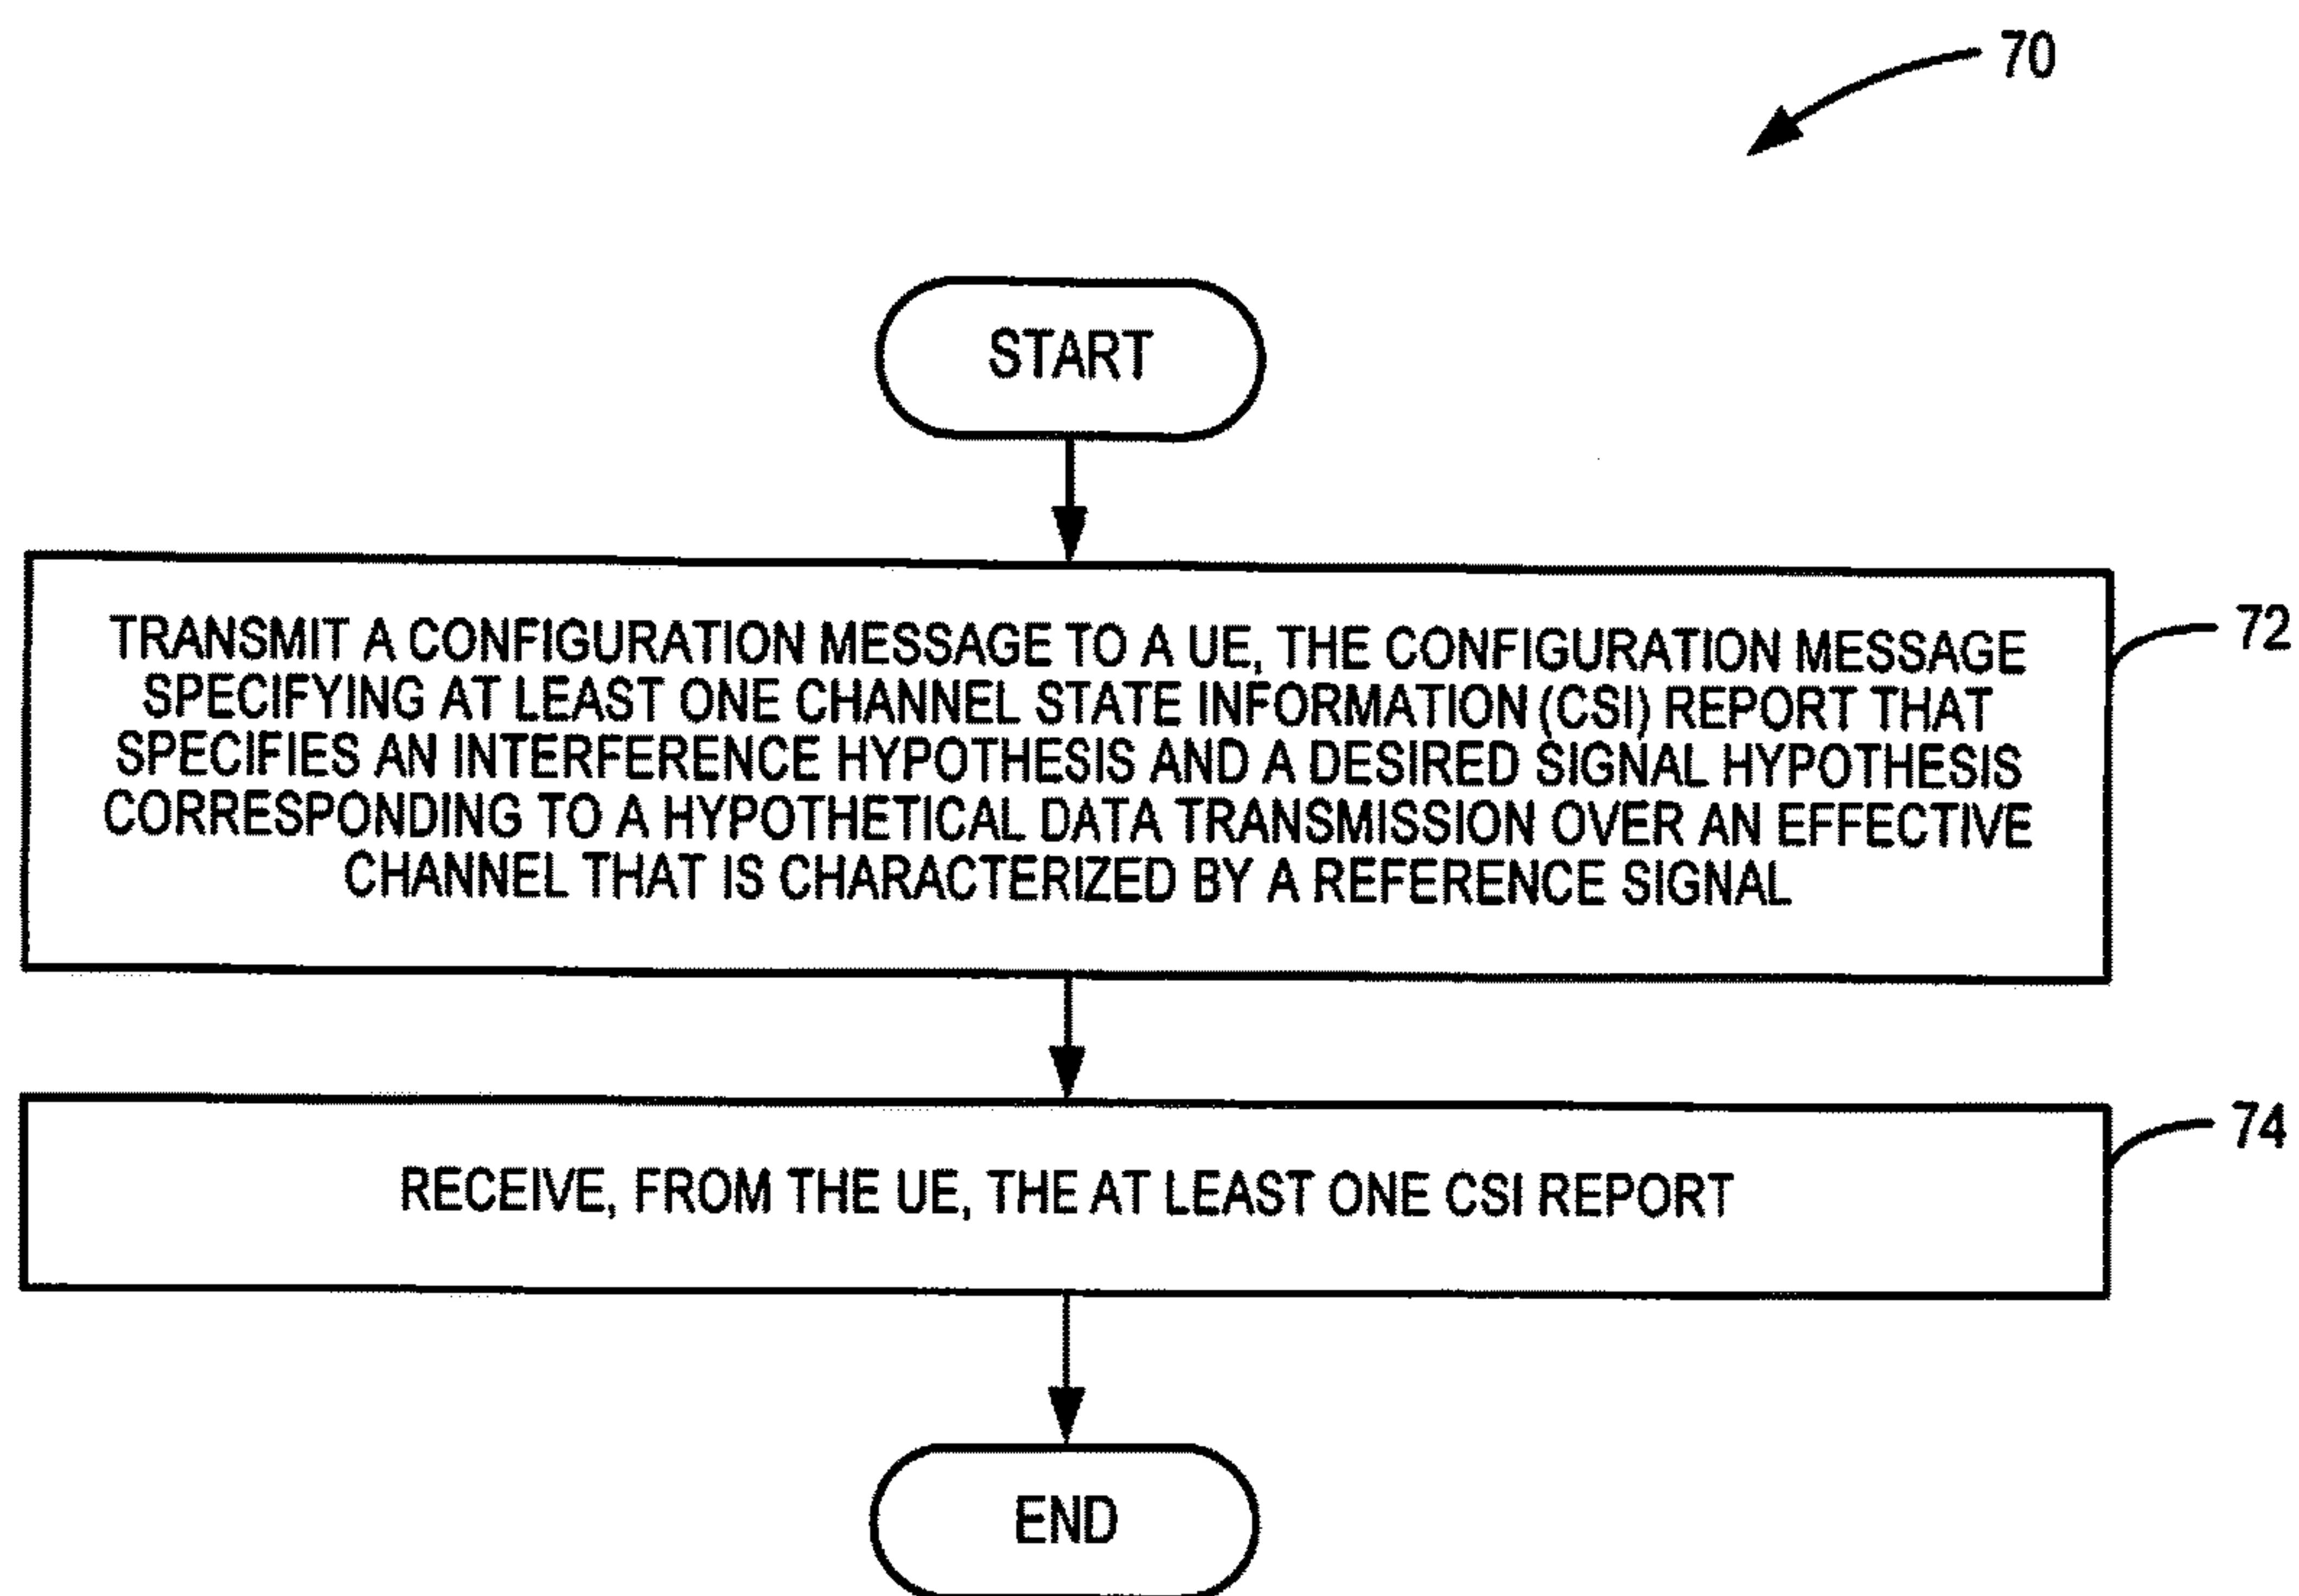 70
START
TRANSMIT A CONFIGURATION MESSAGE TO A UE, THE CONFIGURATION MESSAGE
SPECIFYING AT LEAST ONE CHANNEL STATE INFORMATION (CSI) REPORT THAT
SPECIFIES AN INTERFERENCE HYPOTHESIS AND A DESIRED SIGNAL HYPOTHESIS
CORRESPONDING TO A HYPOTHETICAL DATA TRANSMISSION OVER AN EFFECTIVE
CHANNEL THAT IS CHARACTERIZED BY A REFERENCE SIGNAL
72
RECEIVE, FROM THE UE, THE AT LEAST ONE CSI REPORT
74
END